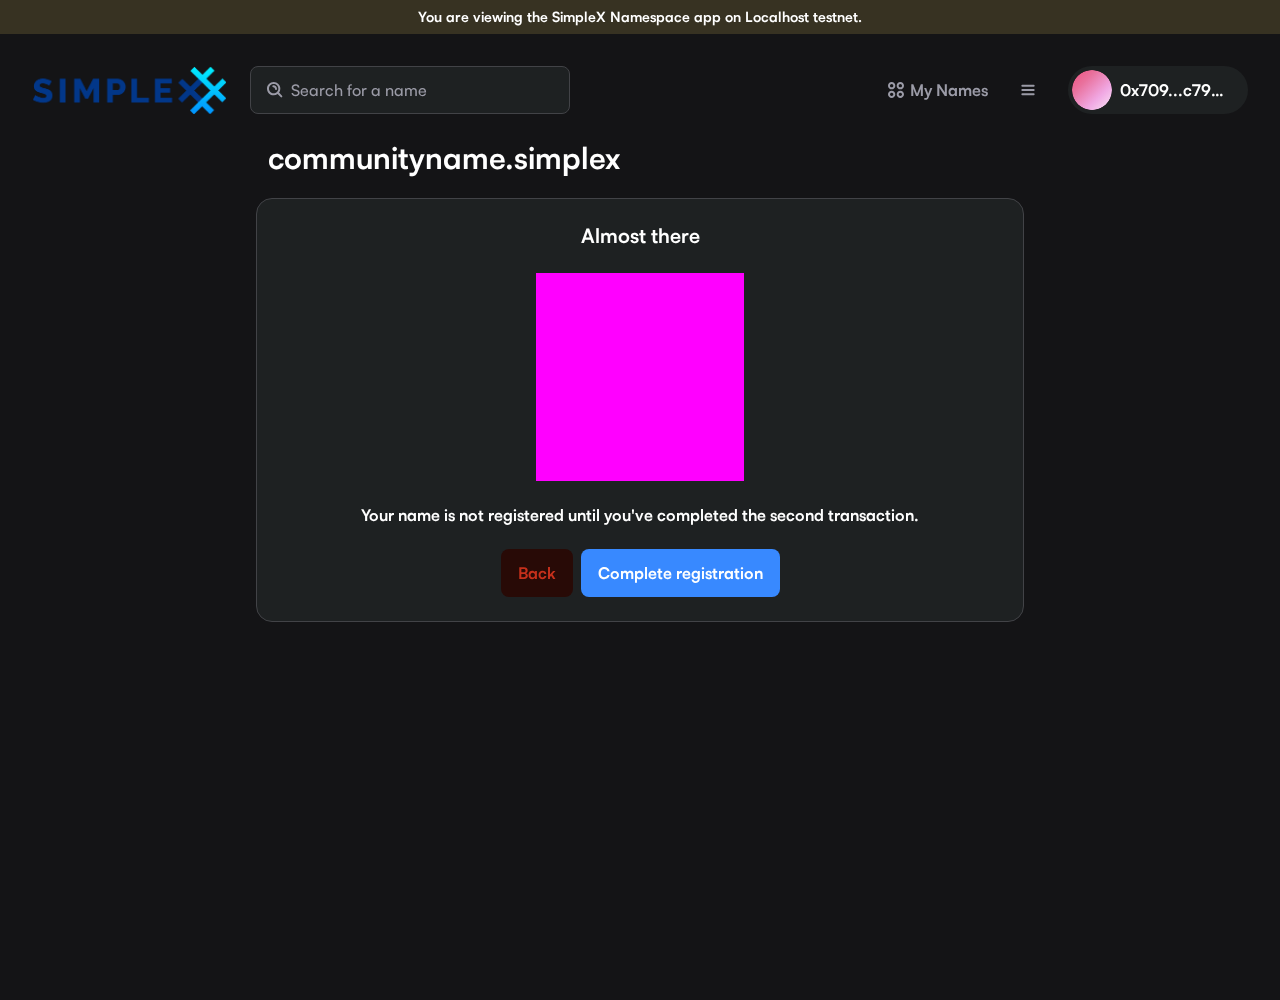 You are viewing the SimpleX Namespace app on Localhost testnet.
SIMPLEX
Search for a name
My Names
0x709...c79...
communityname.simplex
Almost there
Your name is not registered until you've completed the second transaction.
Back
Complete registration